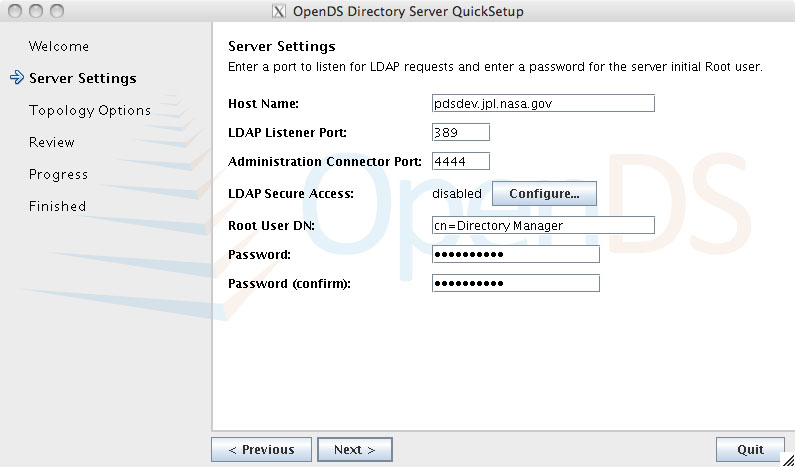 OpenDS Directory Server QuickSetup
Welcome
Server Settings
Topology Options
Review
Progress
Finished
Server Settings
Enter a port to listen for LDAP requests and enter a password for the server initial Root user.
Host Name: pdsdev.jpl.nasa.gov
LDAP Listener Port: 389
Administration Connector Port: 4444
LDAP Secure Access: disabled Configure...
Root User DN: cn=Directory Manager
Password: ••••••••••
Password (confirm): ••••••••••
OpenDS
< Previous Next > Quit